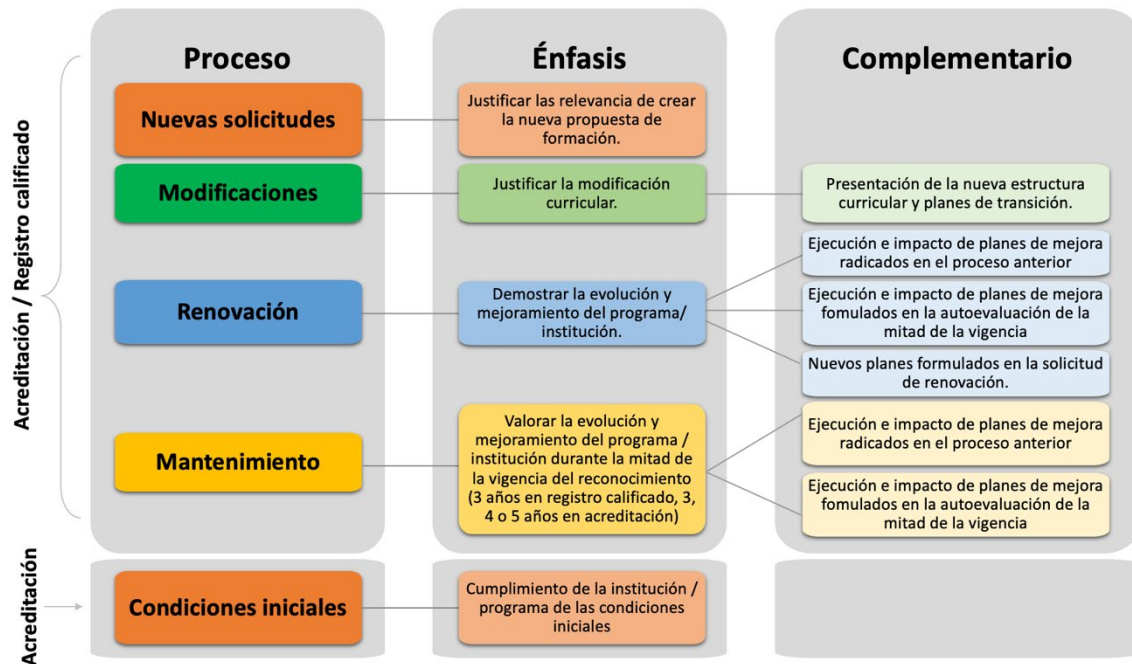 Acreditación / Registro calificado
Proceso
Énfasis
Complementario
Nuevas solicitudes
Justificar las relevancia de crear
la nueva propuesta de
formación.
Modificaciones
Justificar la modificación
curricular.
Presentación de la nueva estructura
curricular y planes de transición.
Renovación
Demostrar la evolución y
mejoramiento del programa/
institución.
Ejecución e impacto de planes de mejora
radicados en el proceso anterior
Ejecución e impacto de planes de mejora
fomulados en la autoevaluación de la
mitad de la vigencia
Nuevos planes formulados en la solicitud
de renovación.
Mantenimiento
Valorar la evolución y
mejoramiento del programa /
institución durante la mitad de
la vigencia del reconocimiento
(3 años en registro calificado, 3,
4 o 5 años en acreditación)
Ejecución e impacto de planes de mejora
radicados en el proceso anterior
Ejecución e impacto de planes de mejora
fomulados en la autoevaluación de la
mitad de la vigencia
Acreditación
Condiciones iniciales
Cumplimiento de la institución /
programa de las condiciones
iniciales